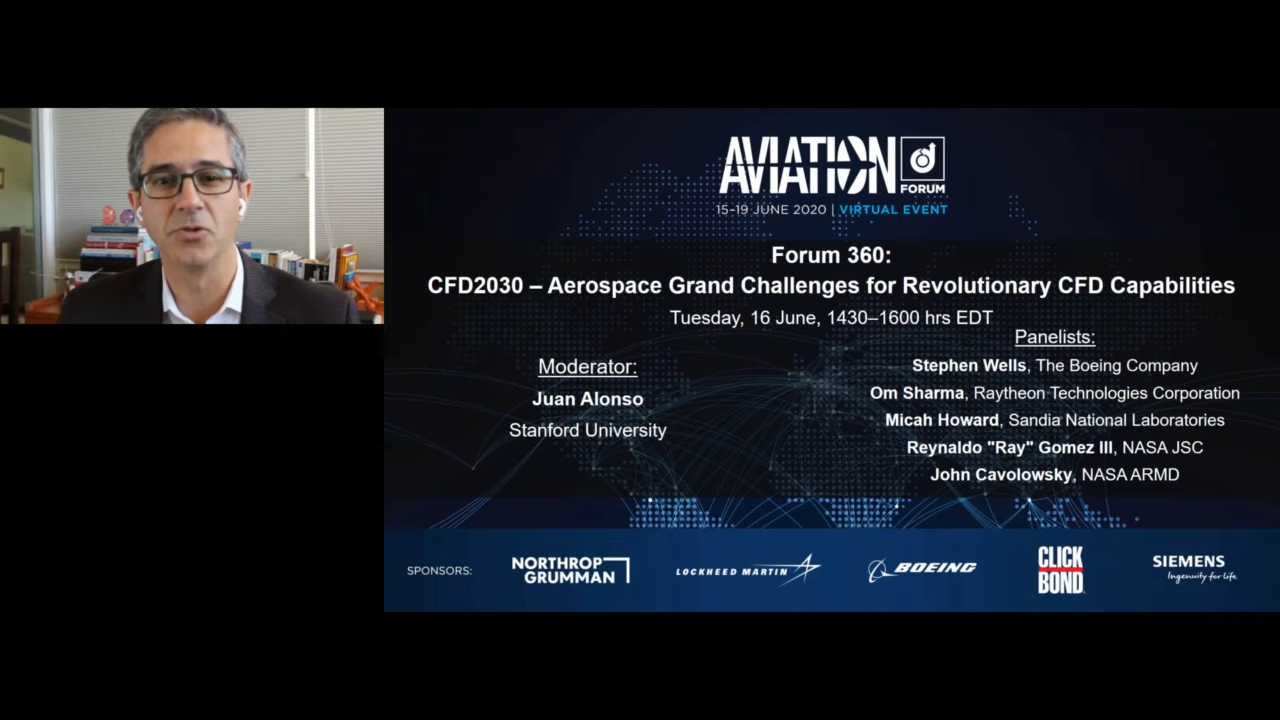 AVIATION
FORUM
15–19 JUNE 2020 | VIRTUAL EVENT
Forum 360:
CFD2030 – Aerospace Grand Challenges for Revolutionary CFD Capabilities
Tuesday, 16 June, 1430–1600 hrs EDT
Moderator:
Juan Alonso
Stanford University
Panelists:
Stephen Wells, The Boeing Company
Om Sharma, Raytheon Technologies Corporation
Micah Howard, Sandia National Laboratories
Reynaldo "Ray" Gomez III, NASA JSC
John Cavolowsky, NASA ARMD
SPONSORS:
NORTHROP
GRUMMAN
LOCKHEED MARTIN
BOEING
CLICK
BOND
SIEMENS
Ingenuity for life